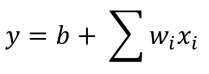 y = b + ∑ wᵢxᵢ